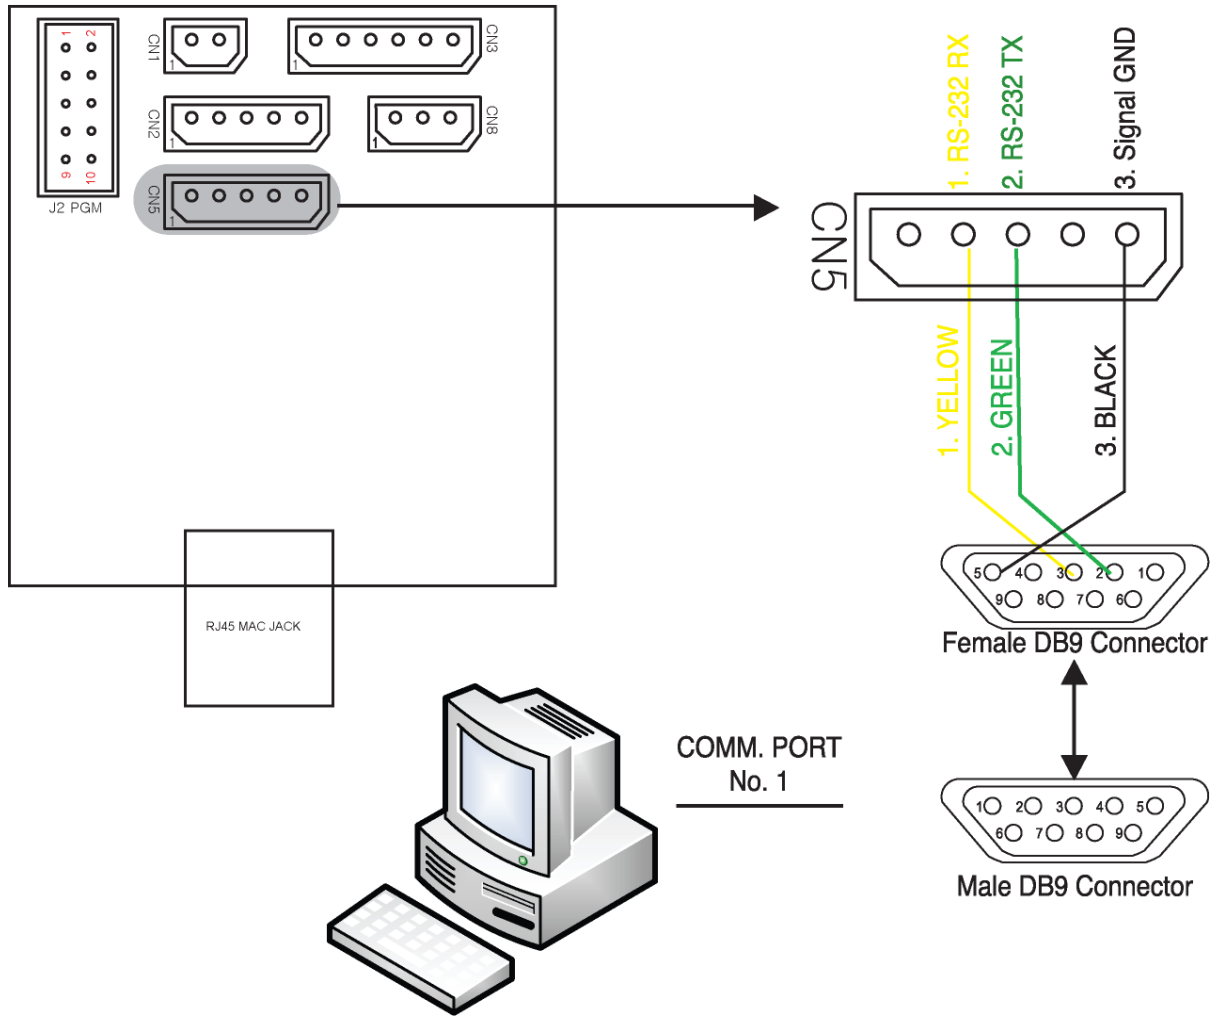 1 2
9 10
J2 PGM
CN1
1
CN3
1
CN2
1
CN8
1
CN5
1
1. RS-232 RX
2. RS-232 TX
3. Signal GND
CN5
1. YELLOW
2. GREEN
3. BLACK
5 4 3 2 1
9 8 7 6
Female DB9 Connector
RJ45 MAC JACK
COMM. PORT
No. 1
1 2 3 4 5
6 7 8 9
Male DB9 Connector